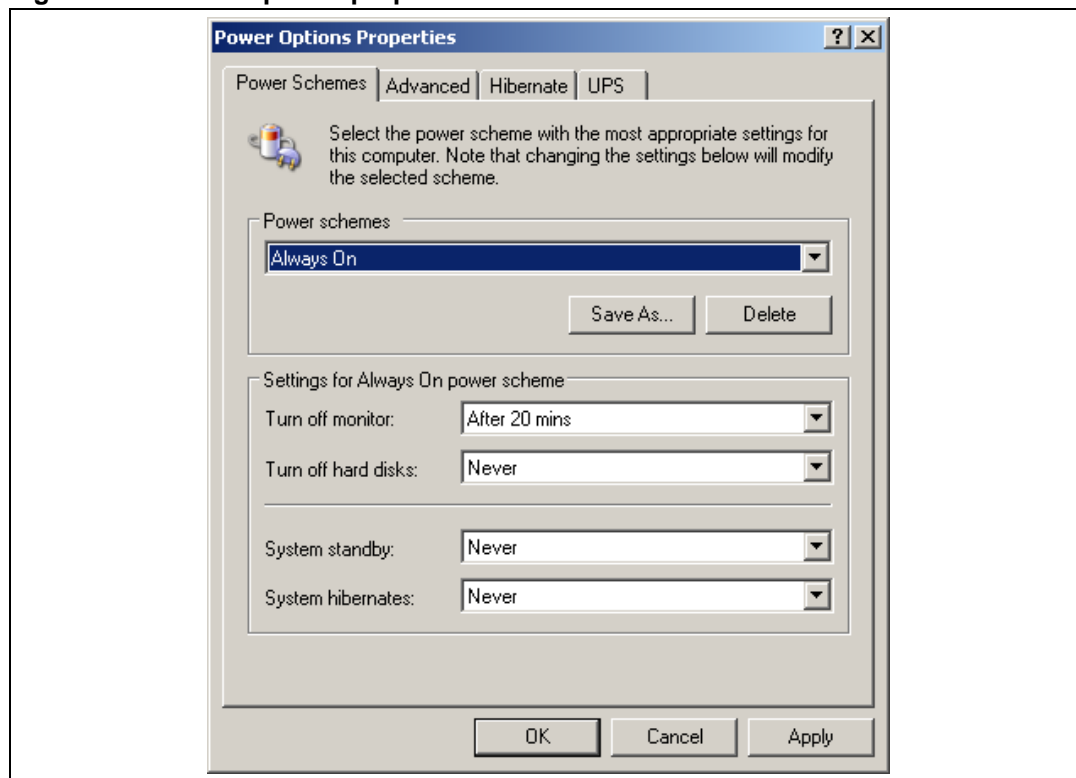 Power Options Properties
Power Schemes Advanced Hibernate UPS
Select the power scheme with the most appropriate settings for
this computer. Note that changing the settings below will modify
the selected scheme.
Power schemes
Always On
Save As... Delete
Settings for Always On power scheme
Turn off monitor: After 20 mins
Turn off hard disks: Never
System standby: Never
System hibernates: Never
OK Cancel Apply